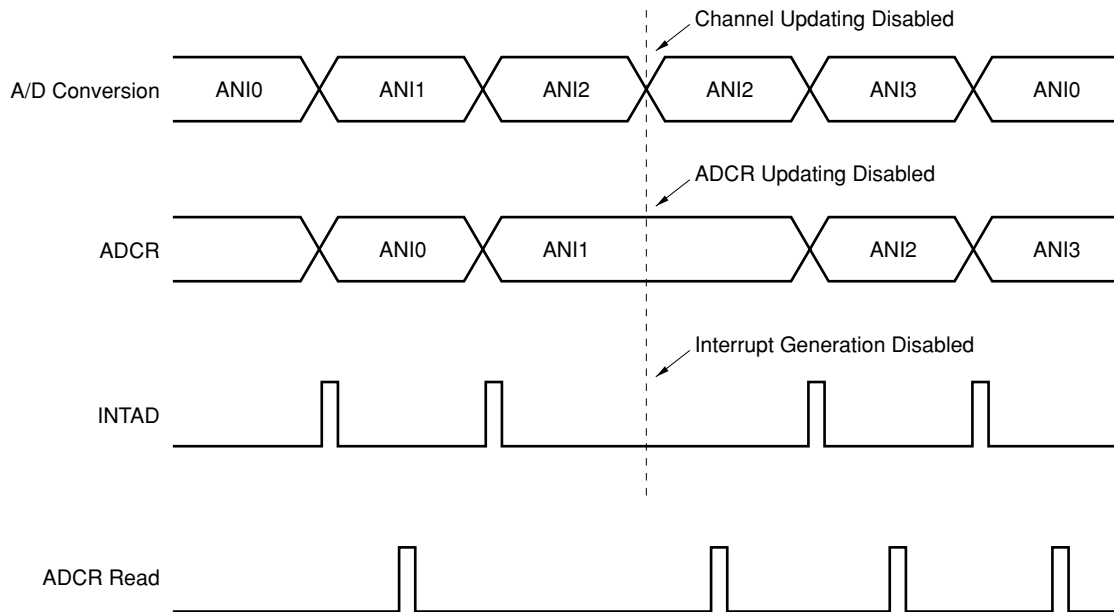 Channel Updating Disabled
A/D Conversion ANI0 ANI1 ANI2 ANI2 ANI3 ANI0
ADCR Updating Disabled
ADCR ANI0 ANI1 ANI2 ANI3
Interrupt Generation Disabled
INTAD
ADCR Read